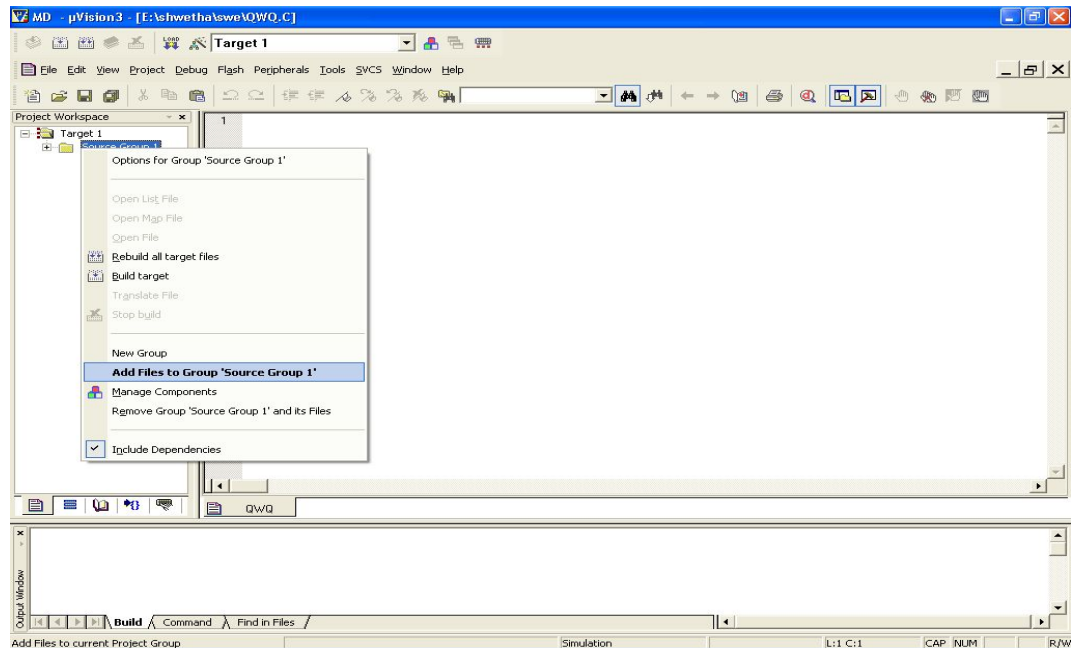 MD - µVision3 - [E:\shwetha\swe\QWQ.C]
LOAD
Target 1
File Edit View Project Debug Flash Peripherals Tools SVCS Window Help
Project Workspace
1
Target 1
Source Group 1
Options for Group 'Source Group 1'
Open List File
Open Map File
Open File
Rebuild all target files
Build target
Translate File
Stop build
New Group
Add Files to Group 'Source Group 1'
Manage Components
Remove Group 'Source Group 1' and its Files
Include Dependencies
QWQ
Output Window
Build Command Find in Files
Add Files to current Project Group Simulation L:1 C:1 CAP NUM R/W